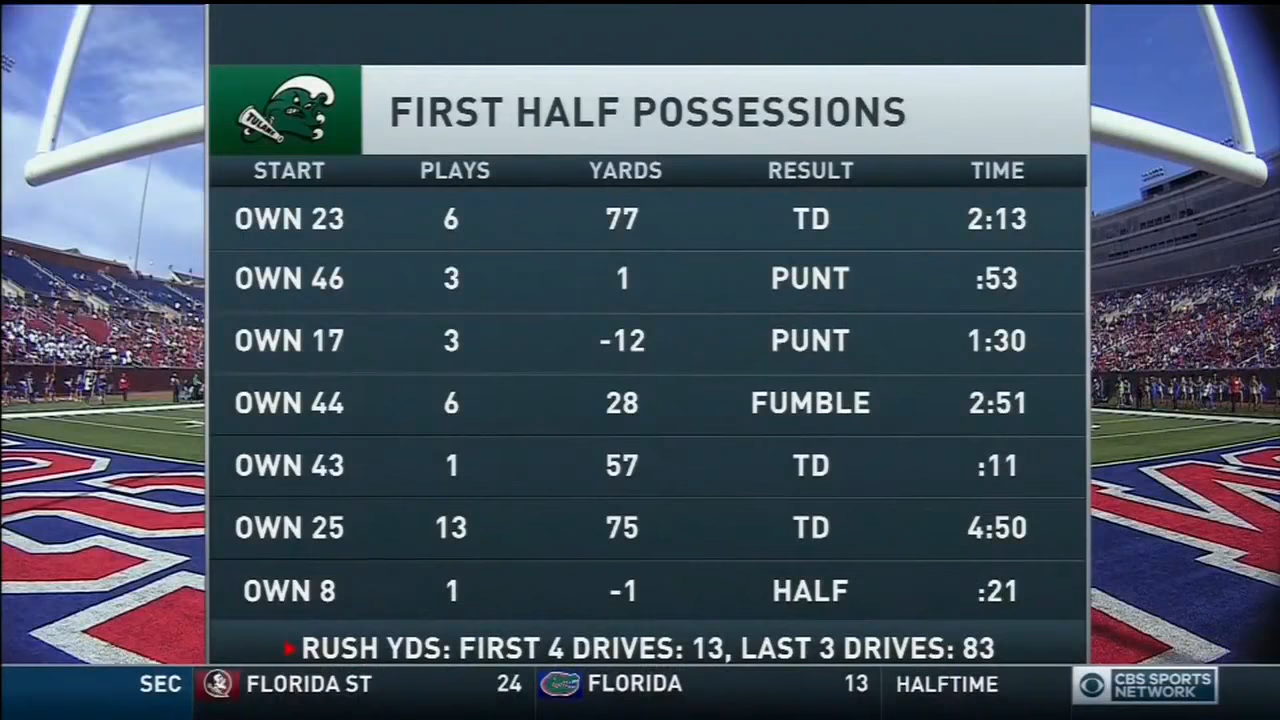 FIRST HALF POSSESSIONS
START PLAYS YARDS RESULT TIME
OWN 23 6 77 TD 2:13
OWN 46 3 1 PUNT :53
OWN 17 3 -12 PUNT 1:30
OWN 44 6 28 FUMBLE 2:51
OWN 43 1 57 TD :11
OWN 25 13 75 TD 4:50
OWN 8 1 -1 HALF :21
RUSH YDS: FIRST 4 DRIVES: 13, LAST 3 DRIVES: 83
SEC FLORIDA ST 24 FLORIDA 13 HALFTIME CBS SPORTS
NETWORK